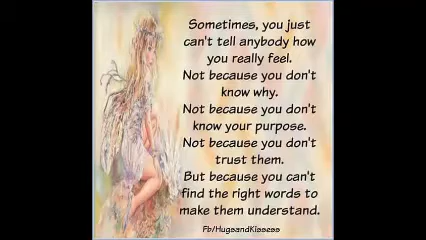 Sometimes, you just
can't tell anybody how
you really feel.
Not because you don't
know why.
Not because you don't
know your purpose.
Not because you don't
trust them.
But because you can't
find the right words to
make them understand.
Fb/HugsandKissess